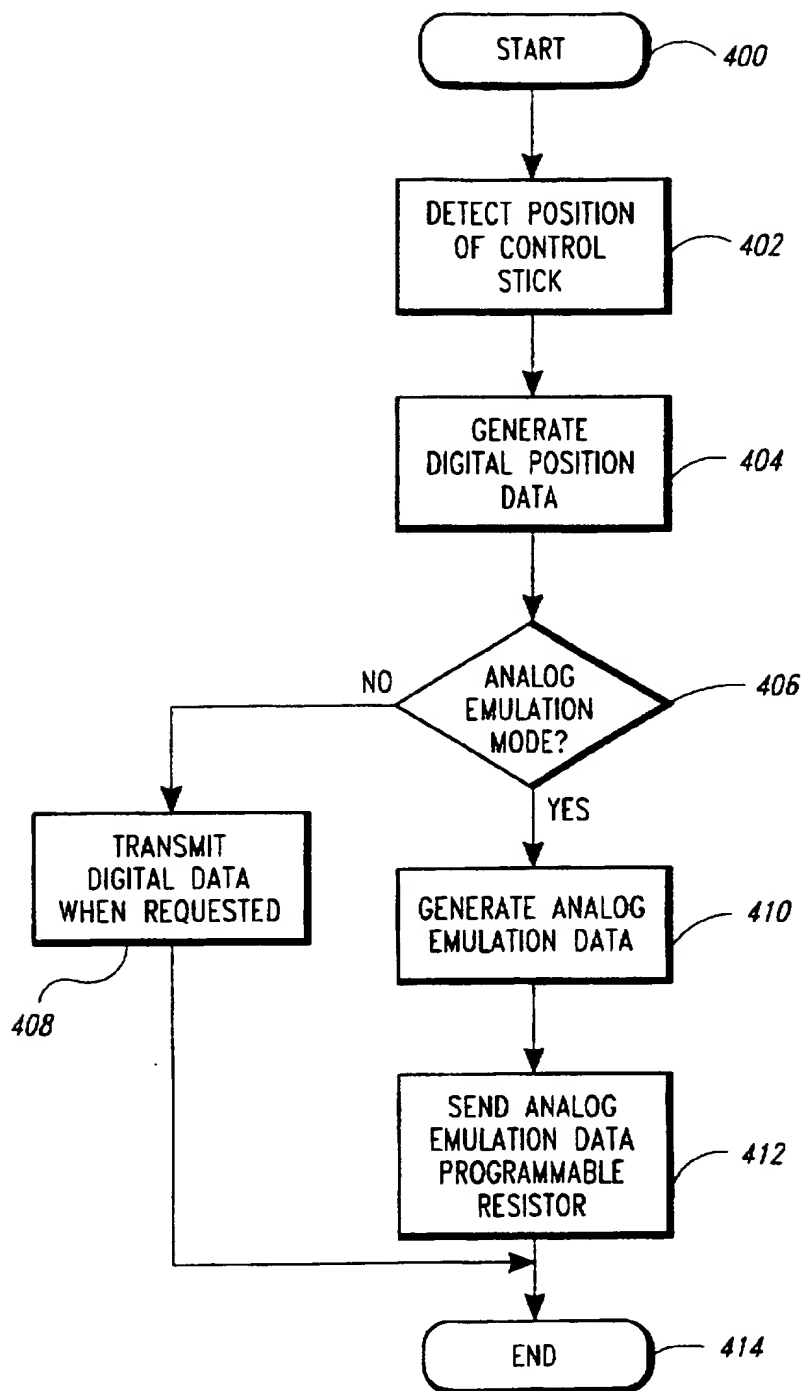 START
400
DETECT POSITION
OF CONTROL
STICK
402
GENERATE
DIGITAL POSITION
DATA
404
ANALOG
EMULATION
MODE?
406
NO
YES
TRANSMIT
DIGITAL DATA
WHEN REQUESTED
408
GENERATE ANALOG
EMULATION DATA
410
SEND ANALOG
EMULATION DATA
PROGRAMMABLE
RESISTOR
412
END
414